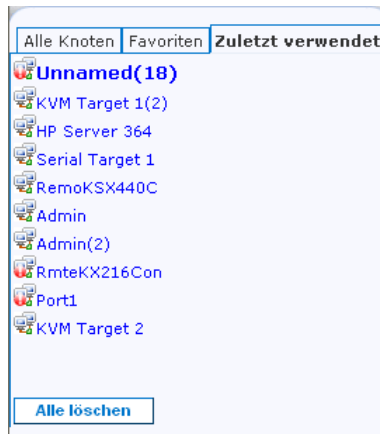 Alle Knoten Favoriten Zuletzt verwendet
Unnamed(18)
KVM Target 1(2)
HP Server 364
Serial Target 1
RemoKSX440C
Admin
Admin(2)
RmteKX216Con
Port1
KVM Target 2
Alle löschen